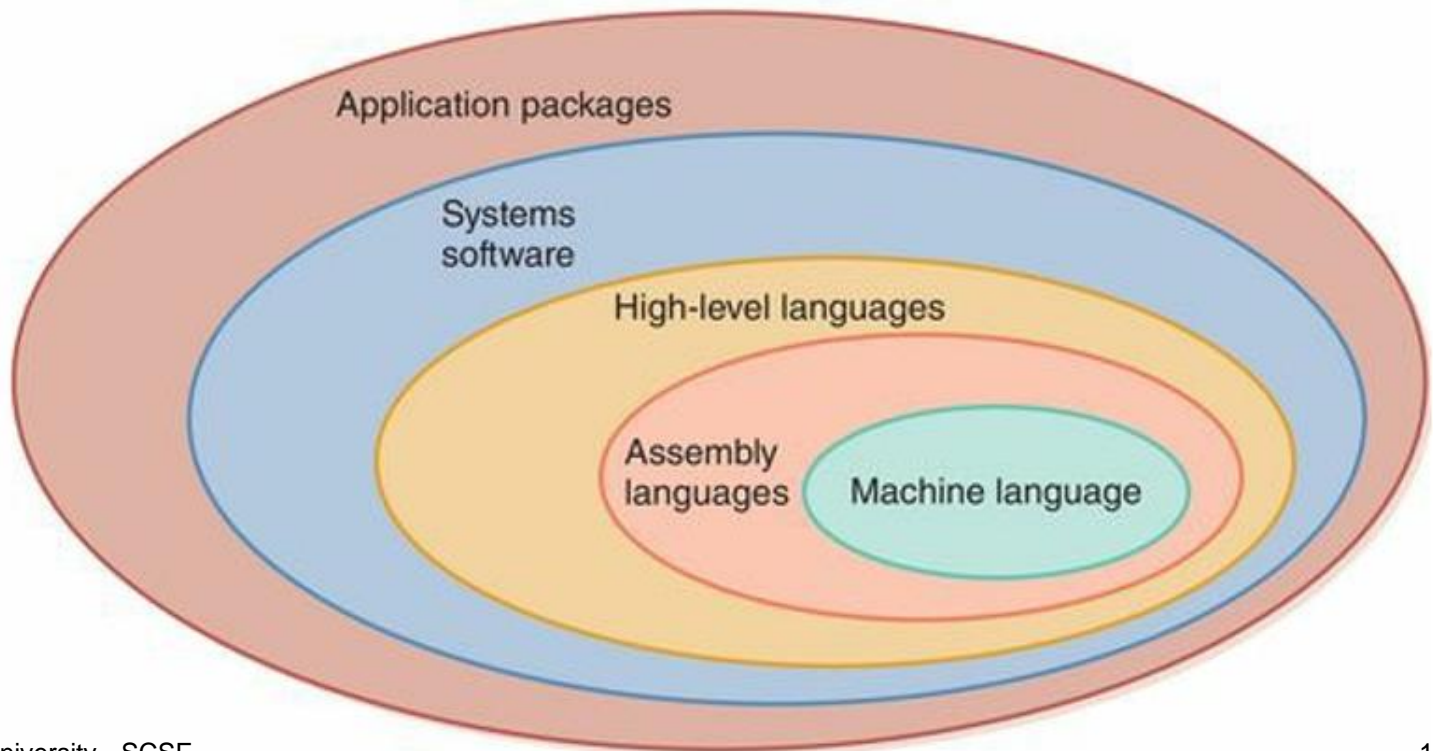 Application packages
Systems
software
High-level languages
Assembly
languages
Machine language